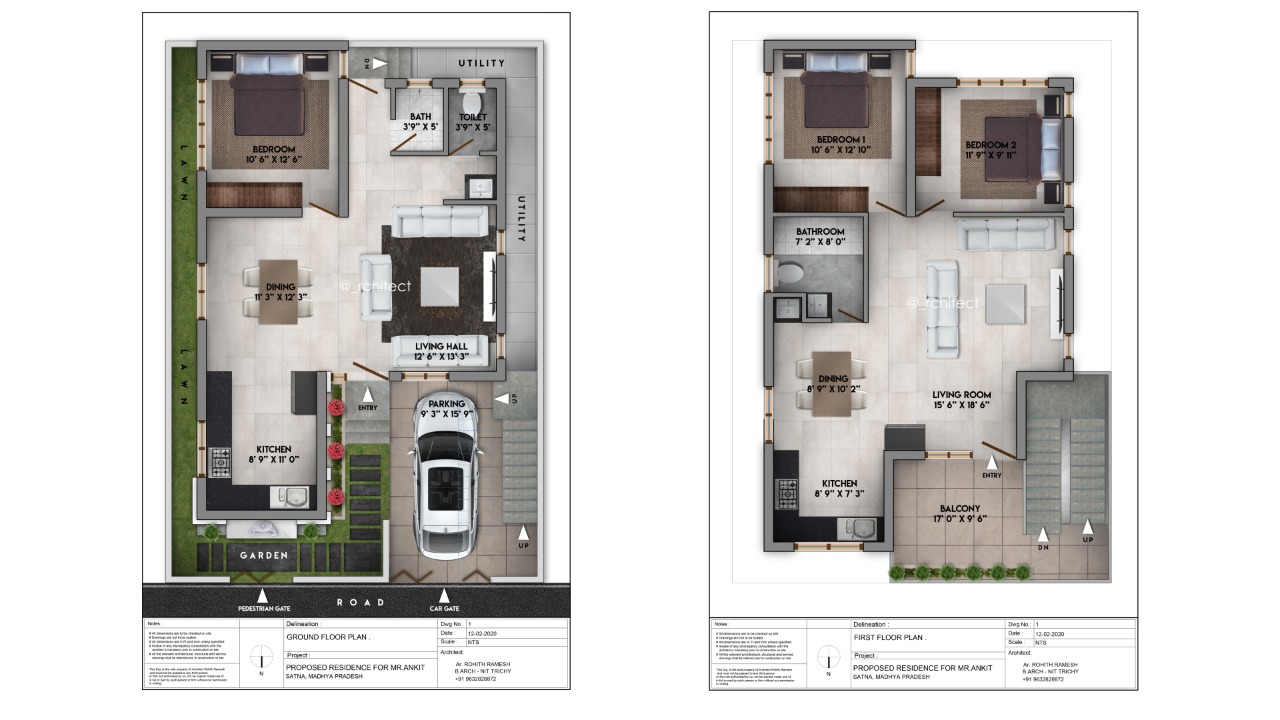 DN
UTILITY
BATH
3'9" X 5'
TOILET
3'9" X 5'
BEDROOM
10' 6" X 12' 6"
LAWN
UTILITY
DINING
11' 3" X 12' 3"
@_rchitect
LIVING HALL
12' 6" X 13' 3"
LAWN
ENTRY
PARKING
9' 3" X 15' 9"
UP
KITCHEN
8' 9" X 11' 0"
UP
GARDEN
ROAD
PEDESTRIAN GATE
CAR GATE
Notes :
N
Delineation :
GROUND FLOOR PLAN .
Project :
PROPOSED RESIDENCE FOR MR.ANKIT
SATNA, MADHYA PRADESH
Dwg No : 1
Date : 12-02-2020
Scale : NTS
Architect:
Ar. ROHITH RAMESH
B.ARCH - NIT TRICHY
+91 9632828672
BEDROOM 1
10' 6" X 12' 10"
BEDROOM 2
11' 9" X 9' 11"
BATHROOM
7' 2" X 8' 0"
@_rchitect
DINING
8' 9" X 10' 2"
LIVING ROOM
15' 6" X 18' 6"
ENTRY
KITCHEN
8' 9" X 7' 3"
BALCONY
17' 0" X 9' 6"
DN
UP
Notes :
N
Delineation :
FIRST FLOOR PLAN .
Project :
PROPOSED RESIDENCE FOR MR.ANKIT
SATNA, MADHYA PRADESH
Dwg No : 1
Date : 12-02-2020
Scale : NTS
Architect:
Ar. ROHITH RAMESH
B.ARCH - NIT TRICHY
+91 9632828672